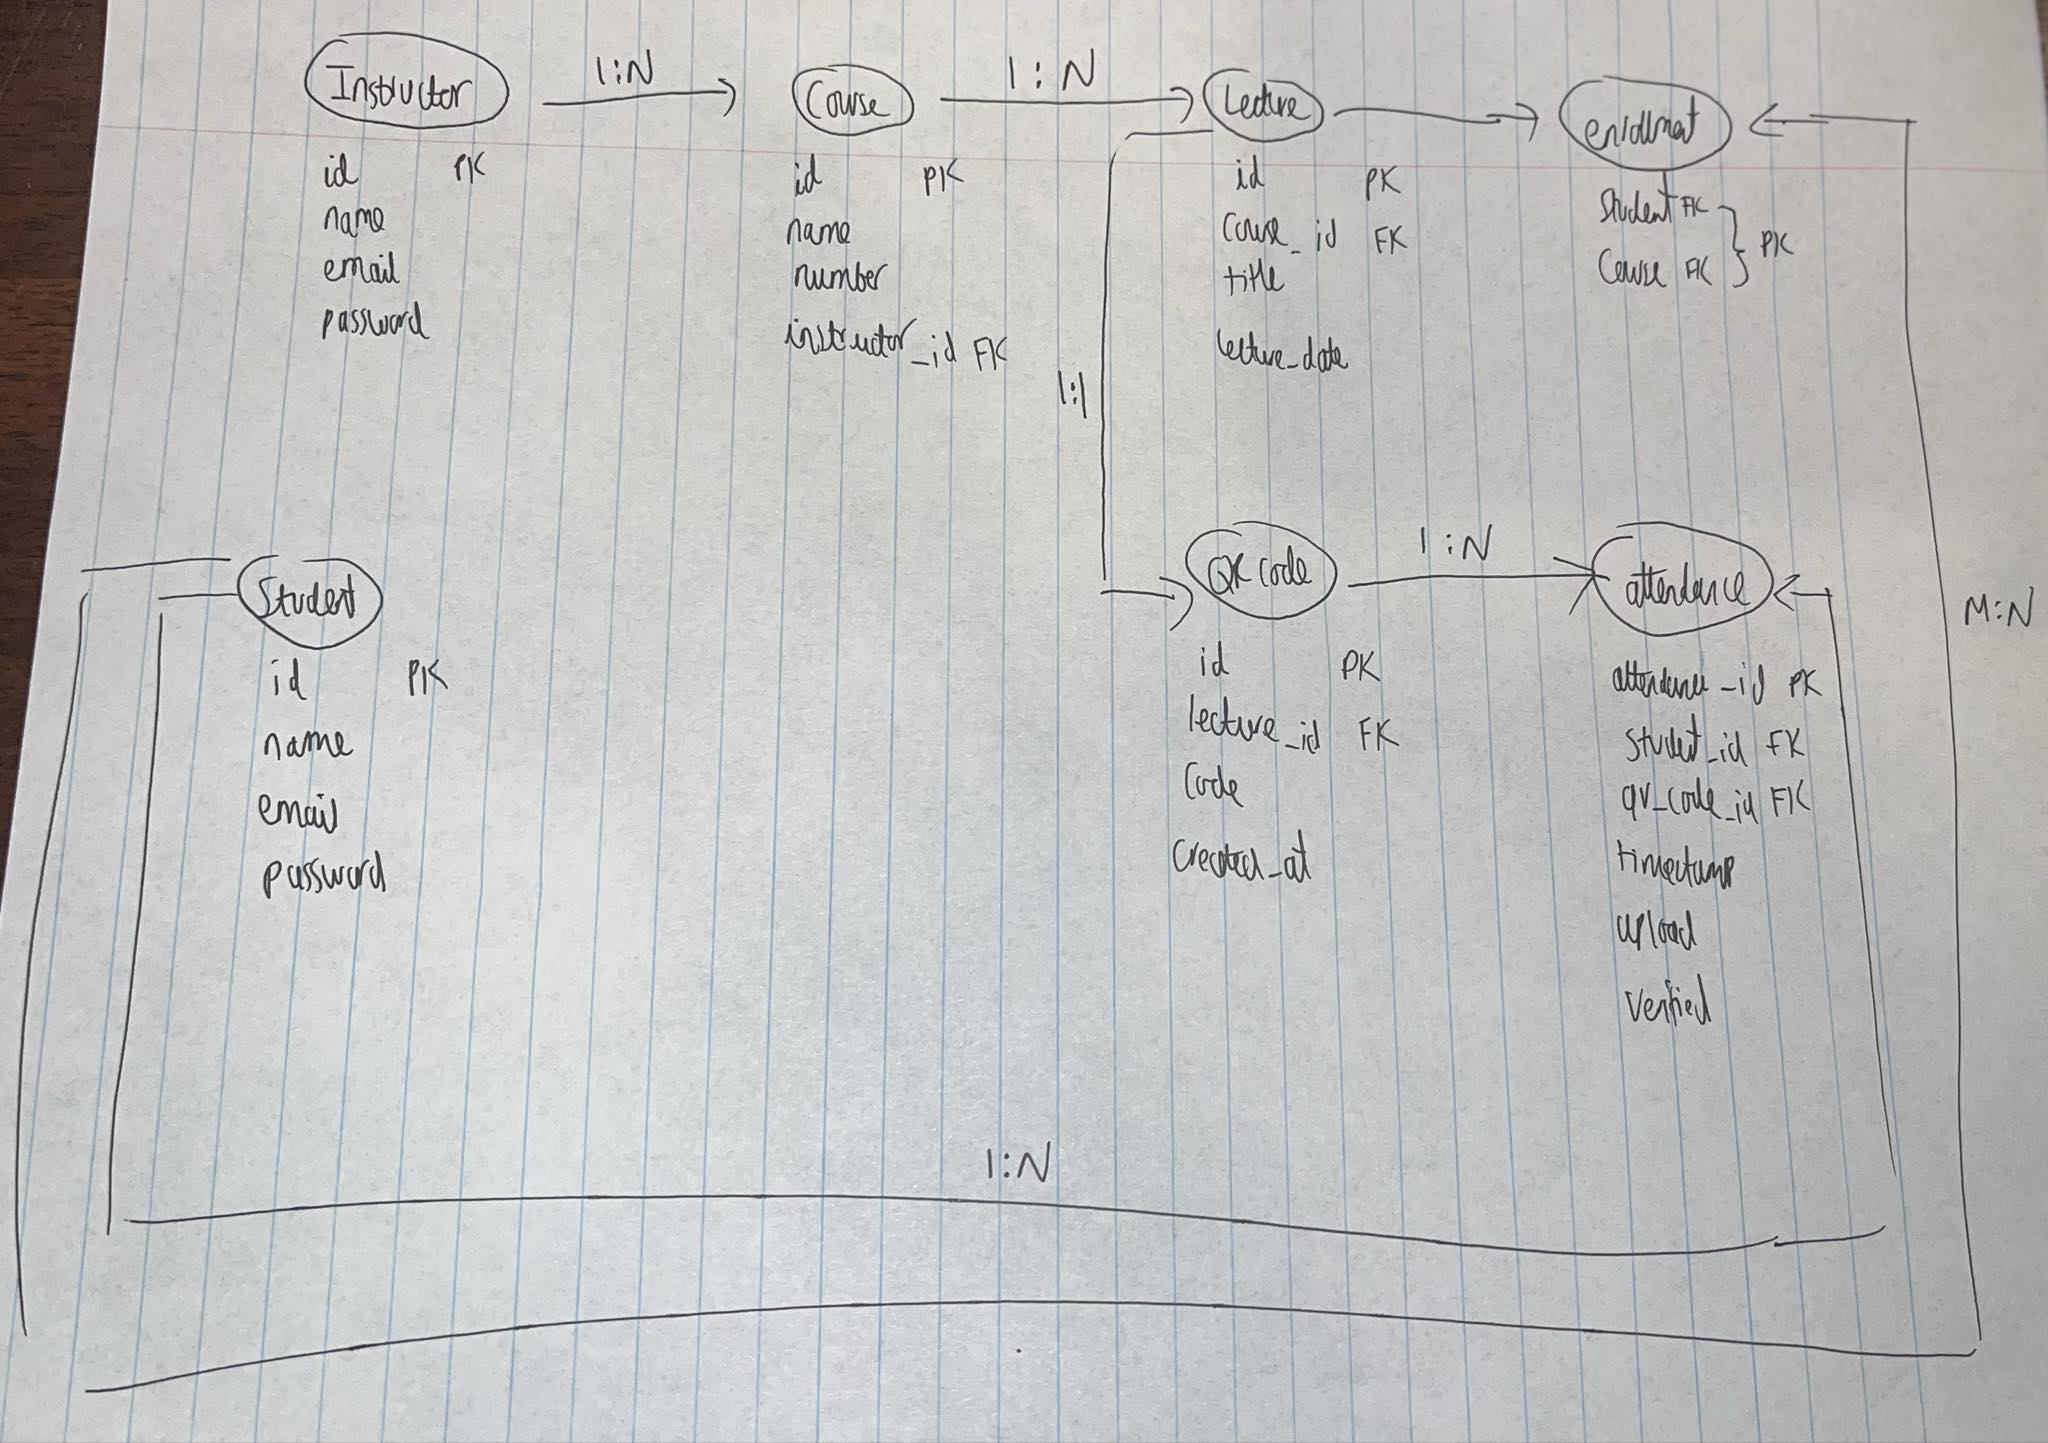 Instructor
1:N
Course
1:N
Lecture
enrollment
id PK
name
email
password
id PK
name
number
instructor_id FK
id PK
course_id FK
title
lecture_date
Student FK
Course FK
PK
1:1
Student
id PK
name
email
password
QR code
id PK
lecture_id FK
Code
created_at
1:N
attendance
attendance_id PK
student_id FK
qr_code_id FK
timestamp
upload
verified
M:N
1:N